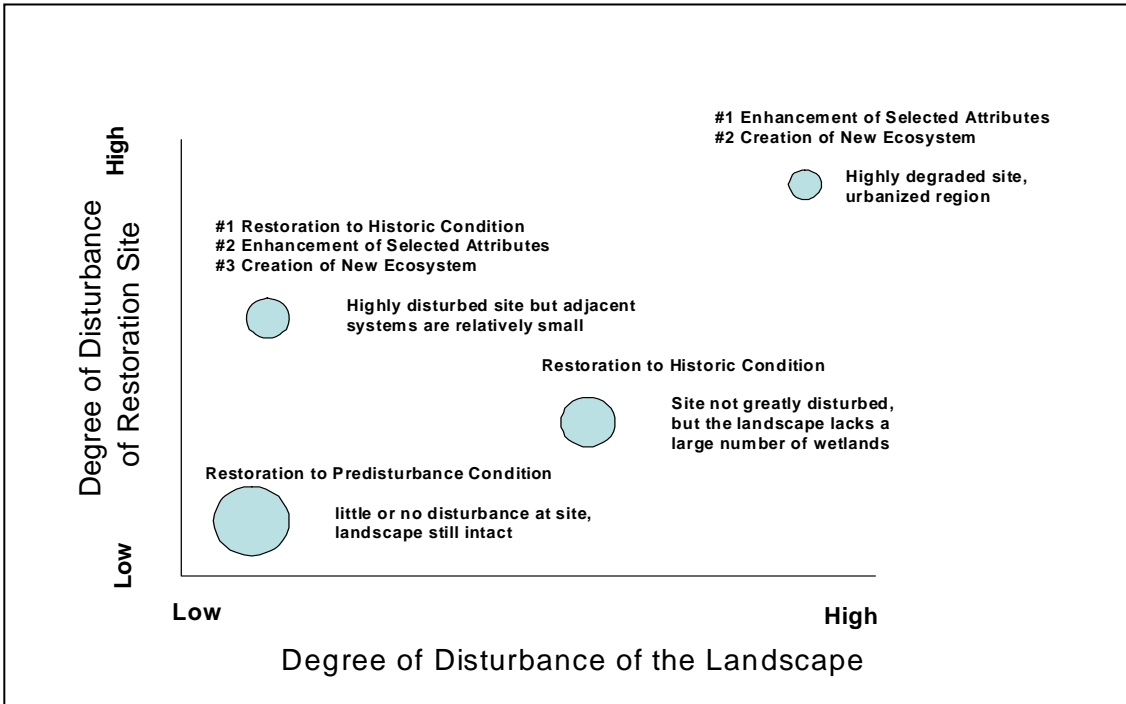 #1 Enhancement of Selected Attributes
#2 Creation of New Ecosystem
Highly degraded site,
urbanized region
High
Degree of Disturbance
of Restoration Site
Low
#1 Restoration to Historic Condition
#2 Enhancement of Selected Attributes
#3 Creation of New Ecosystem
Highly disturbed site but adjacent
systems are relatively small
Restoration to Historic Condition
Site not greatly disturbed,
but the landscape lacks a
large number of wetlands
Restoration to Predisturbance Condition
little or no disturbance at site,
landscape still intact
Low
High
Degree of Disturbance of the Landscape